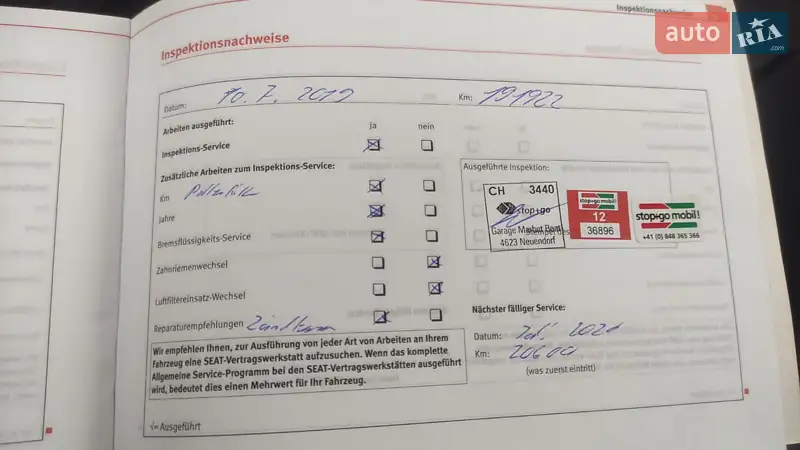 Inspektionsnachweise
auto RIA .com
Inspektionsnachweise
Datum: 10.7.2019 Km: 191922
Arbeiten ausgeführt: ja nein
Inspektions-Service
Zusätzliche Arbeiten zum Inspektions-Service: Ausgeführte Inspektion:
Km
Jahre
Bremsflüssigkeits-Service
Zahnriemenwechsel
Luftfiltereinsatz-Wechsel
Reparaturempfehlungen
CH 3440
stop+go
4623 Neuendorf
stop+go mobil!
12
36896
stop+go mobil!
+41 (0) 848 365 366
Nächster fälliger Service:
Datum:
Km:
(was zuerst eintritt)
Wir empfehlen Ihnen, zur Ausführung von jeder Art von Arbeiten an Ihrem
Fahrzeug eine SEAT-Vertragswerkstatt aufzusuchen. Wenn das komplette
Allgemeine Service-Programm bei den SEAT-Vertragswerkstätten ausgeführt
wird, bedeutet dies einen Mehrwert für Ihr Fahrzeug.
√= Ausgeführt